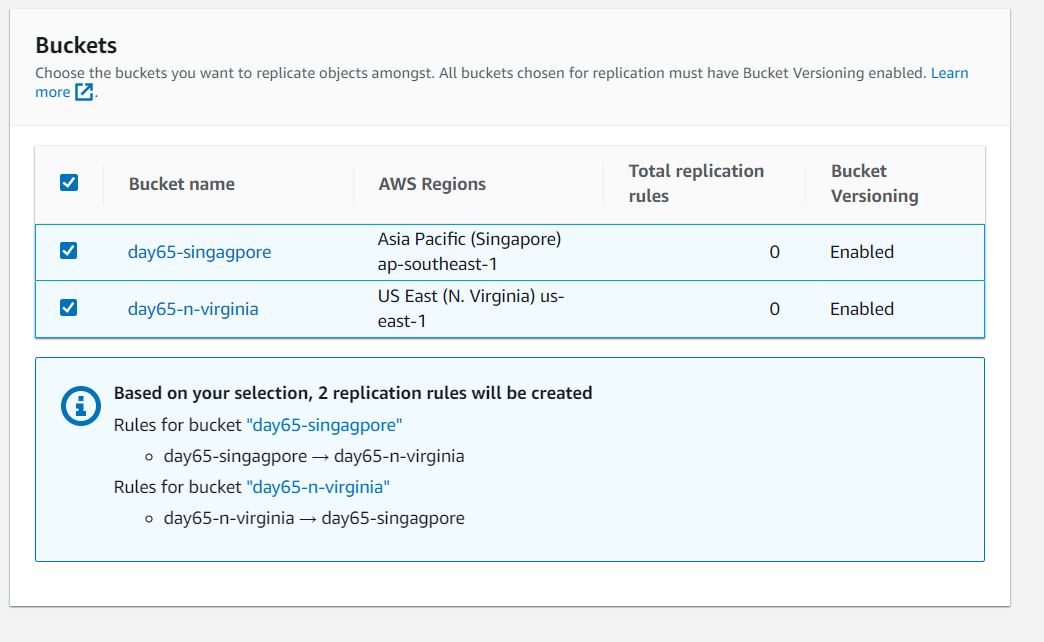 Buckets
Choose the buckets you want to replicate objects amongst. All buckets chosen for replication must have Bucket Versioning enabled. Learn
more.
Bucket name
AWS Regions
Total replication
rules
Bucket
Versioning
day65-singagpore
Asia Pacific (Singapore)
ap-southeast-1
0
Enabled
day65-n-virginia
US East (N. Virginia) us-
east-1
0
Enabled
Based on your selection, 2 replication rules will be created
Rules for bucket "day65-singagpore"
◦ day65-singagpore → day65-n-virginia
Rules for bucket "day65-n-virginia"
◦ day65-n-virginia → day65-singagpore